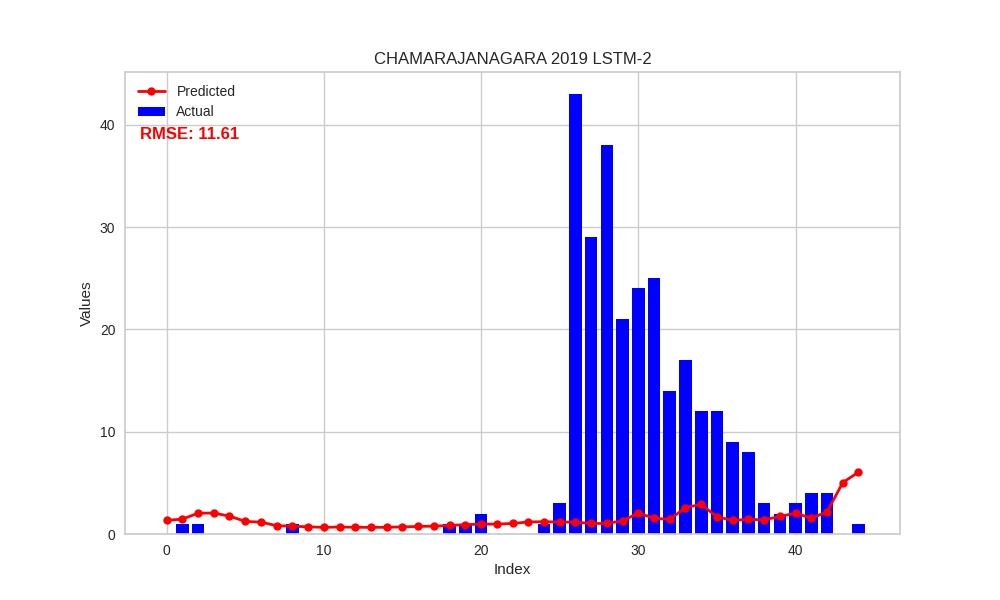 CHAMARAJANAGARA 2019 LSTM-2
Predicted
Actual
RMSE: 11.61
40
30
20
10
0
Values
0 10 20 30 40
Index